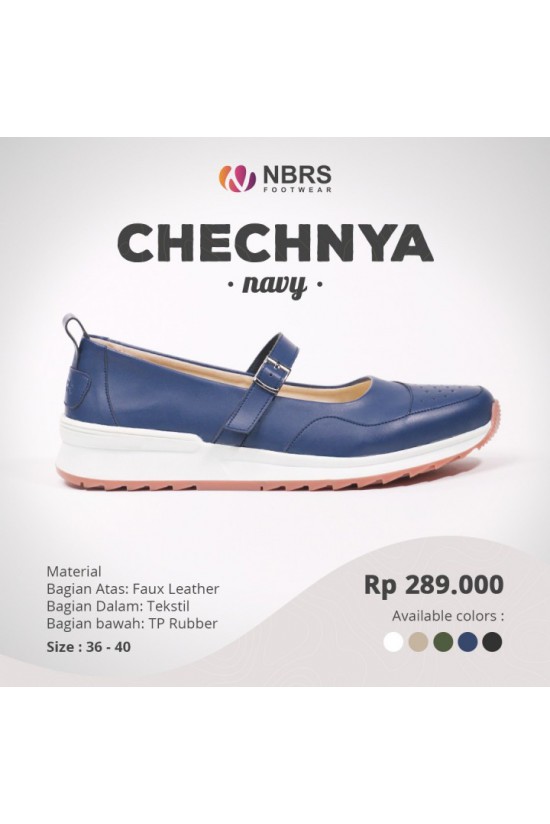 NBRS
FOOTWEAR
CHECHNYA
· navy ·
Material
Bagian Atas: Faux Leather
Bagian Dalam: Tekstil
Bagian bawah: TP Rubber
Size : 36 - 40
Rp 289.000
Available colors :